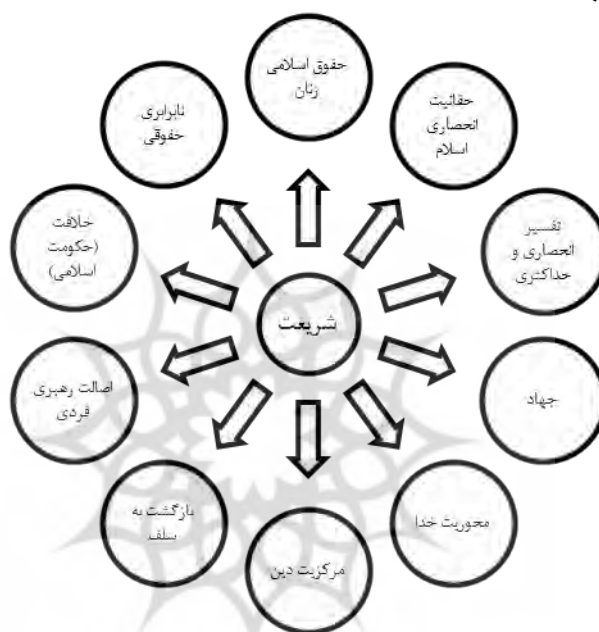 حقوق اسلامی
زنان
حقانیت
انحصاری
اسلام
تفسیر
انحصاری و
حداکثری
جهاد
محوریت خدا
مرکزیت دین
بازگشت به
سلف
اصالت رهبری
فردی
خلافت
(حکومت
اسلامی)
نابرابری
حقوقی
شریعت